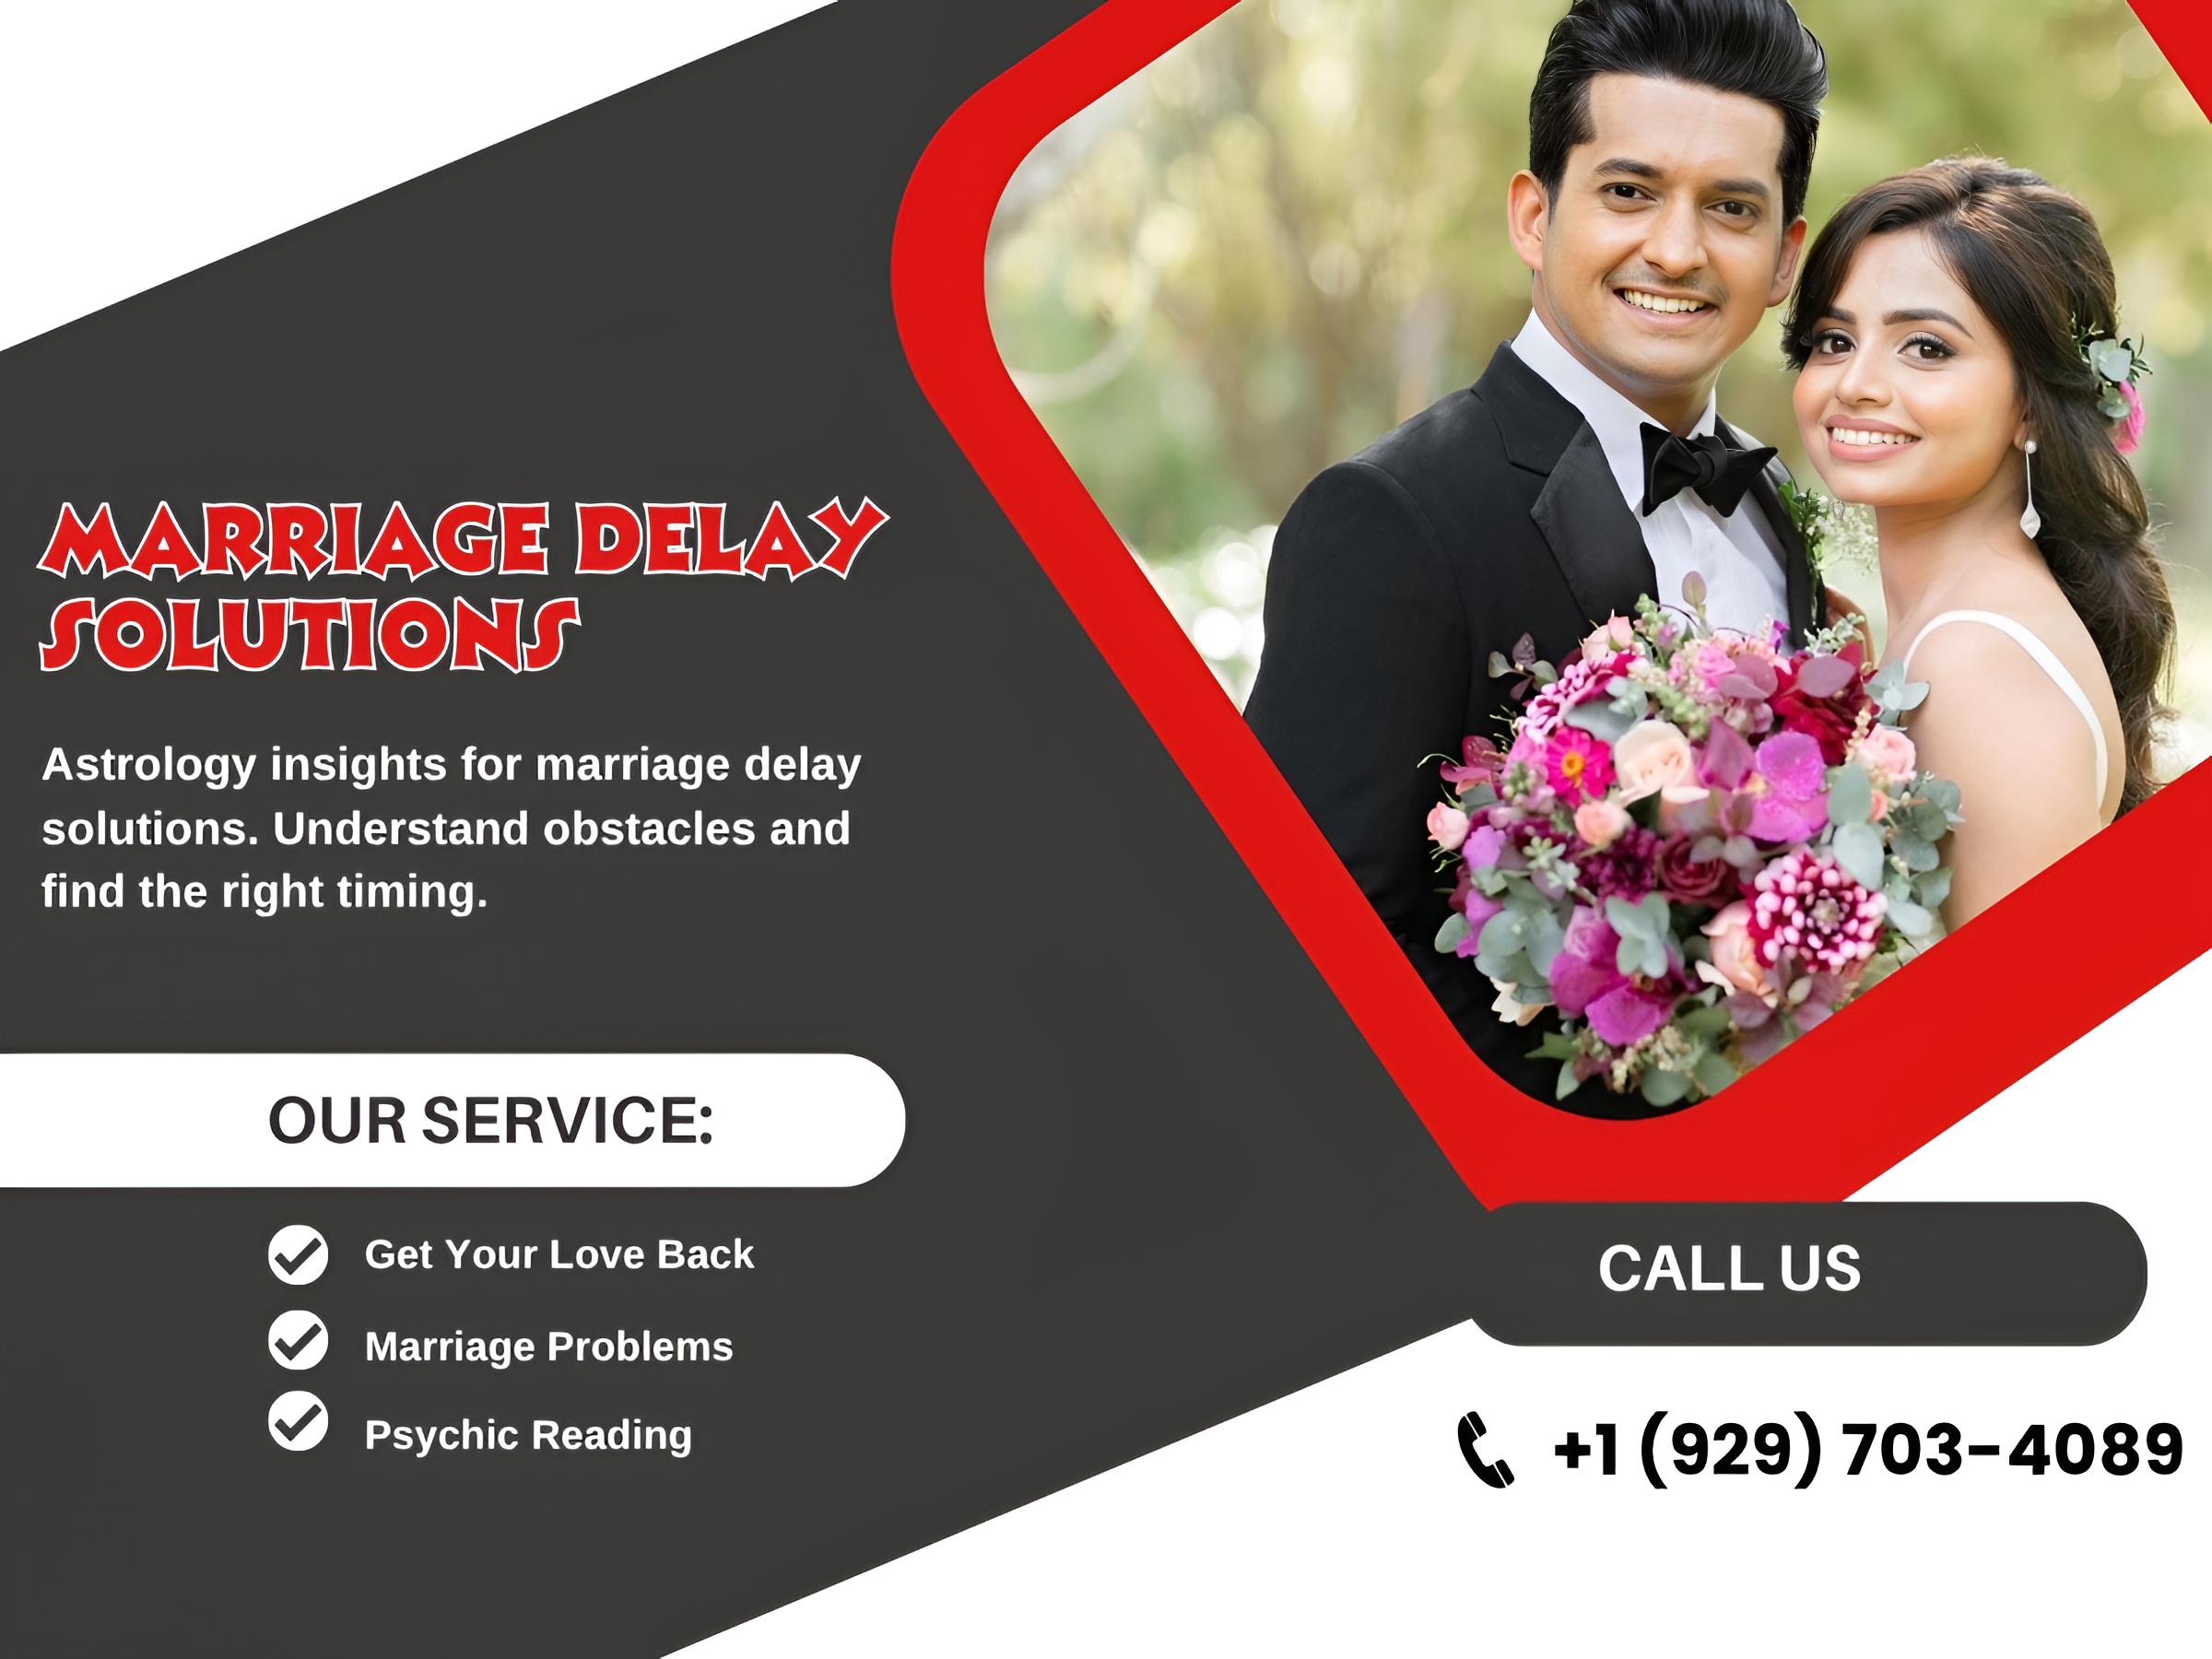 MARRIAGE DELAY
SOLUTIONS
Astrology insights for marriage delay
solutions. Understand obstacles and
find the right timing.
OUR SERVICE:
Get Your Love Back
Marriage Problems
Psychic Reading
CALL US
+1 (929) 703-4089